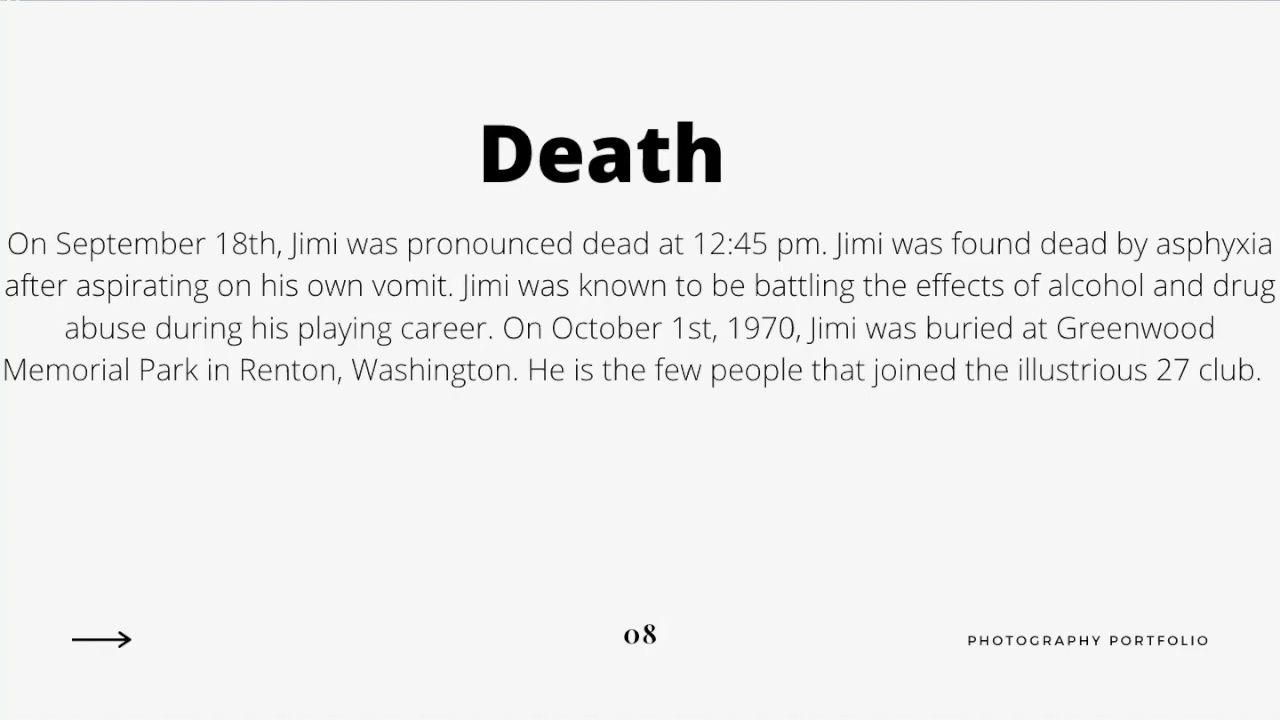 Death
On September 18th, Jimi was pronounced dead at 12:45 pm. Jimi was found dead by asphyxia
after aspirating on his own vomit. Jimi was known to be battling the effects of alcohol and drug
abuse during his playing career. On October 1st, 1970, Jimi was buried at Greenwood
Memorial Park in Renton, Washington. He is the few people that joined the illustrious 27 club.
08
PHOTOGRAPHY PORTFOLIO